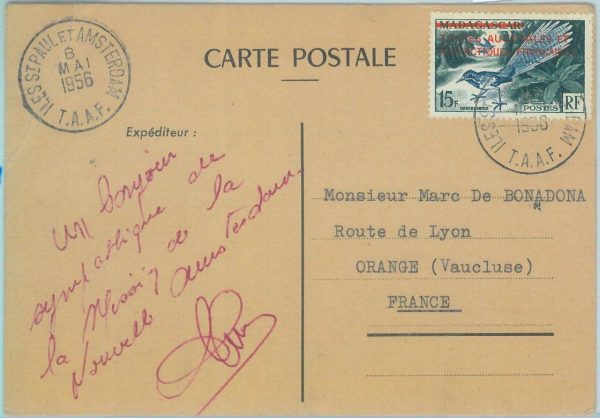 CARTE POSTALE
ILES ST PAUL ET AMSTERDAM
8
MAI
1956
T.A.A.F.
MADAGASCAR
15F
POSTES
RF
1956
T.A.A.F.
Expéditeur :
Un bonjour
sympathique de
la Mission de la
Nouvelle Amsterdam
Monsieur Marc De BONADONA
Route de Lyon
ORANGE (Vaucluse)
FRANCE